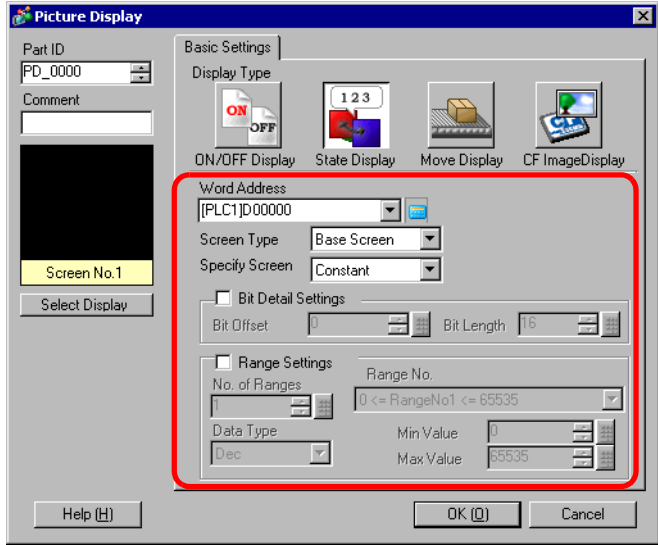 Picture Display
Part ID
PD_0000
Comment
Screen No.1
Select Display
Basic Settings
Display Type
ON
OFF
1 2 3
ON/OFF Display State Display Move Display CF ImageDisplay
Word Address
[PLC1]D00000
Screen Type Base Screen
Specify Screen Constant
Bit Detail Settings
Bit Offset 0 Bit Length 16
Range Settings
No. of Ranges Range No.
1 0 <= RangeNo1 <= 65535
Data Type Min Value 0
Dec Max Value 65535
Help (H) OK (O) Cancel